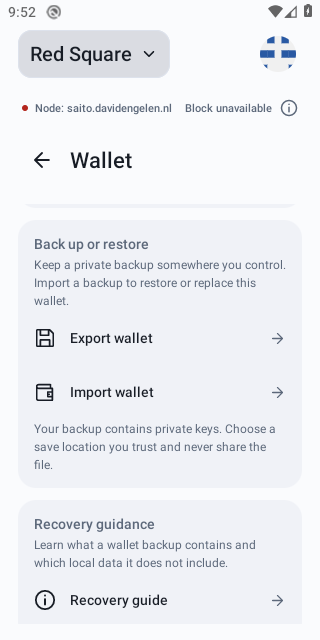 9:52
Red Square
Node: saito.davidengelen.nl Block unavailable
Wallet
Back up or restore
Keep a private backup somewhere you control.
Import a backup to restore or replace this
wallet.
Export wallet
Import wallet
Your backup contains private keys. Choose a
save location you trust and never share the
file.
Recovery guidance
Learn what a wallet backup contains and
which local data it does not include.
Recovery guide